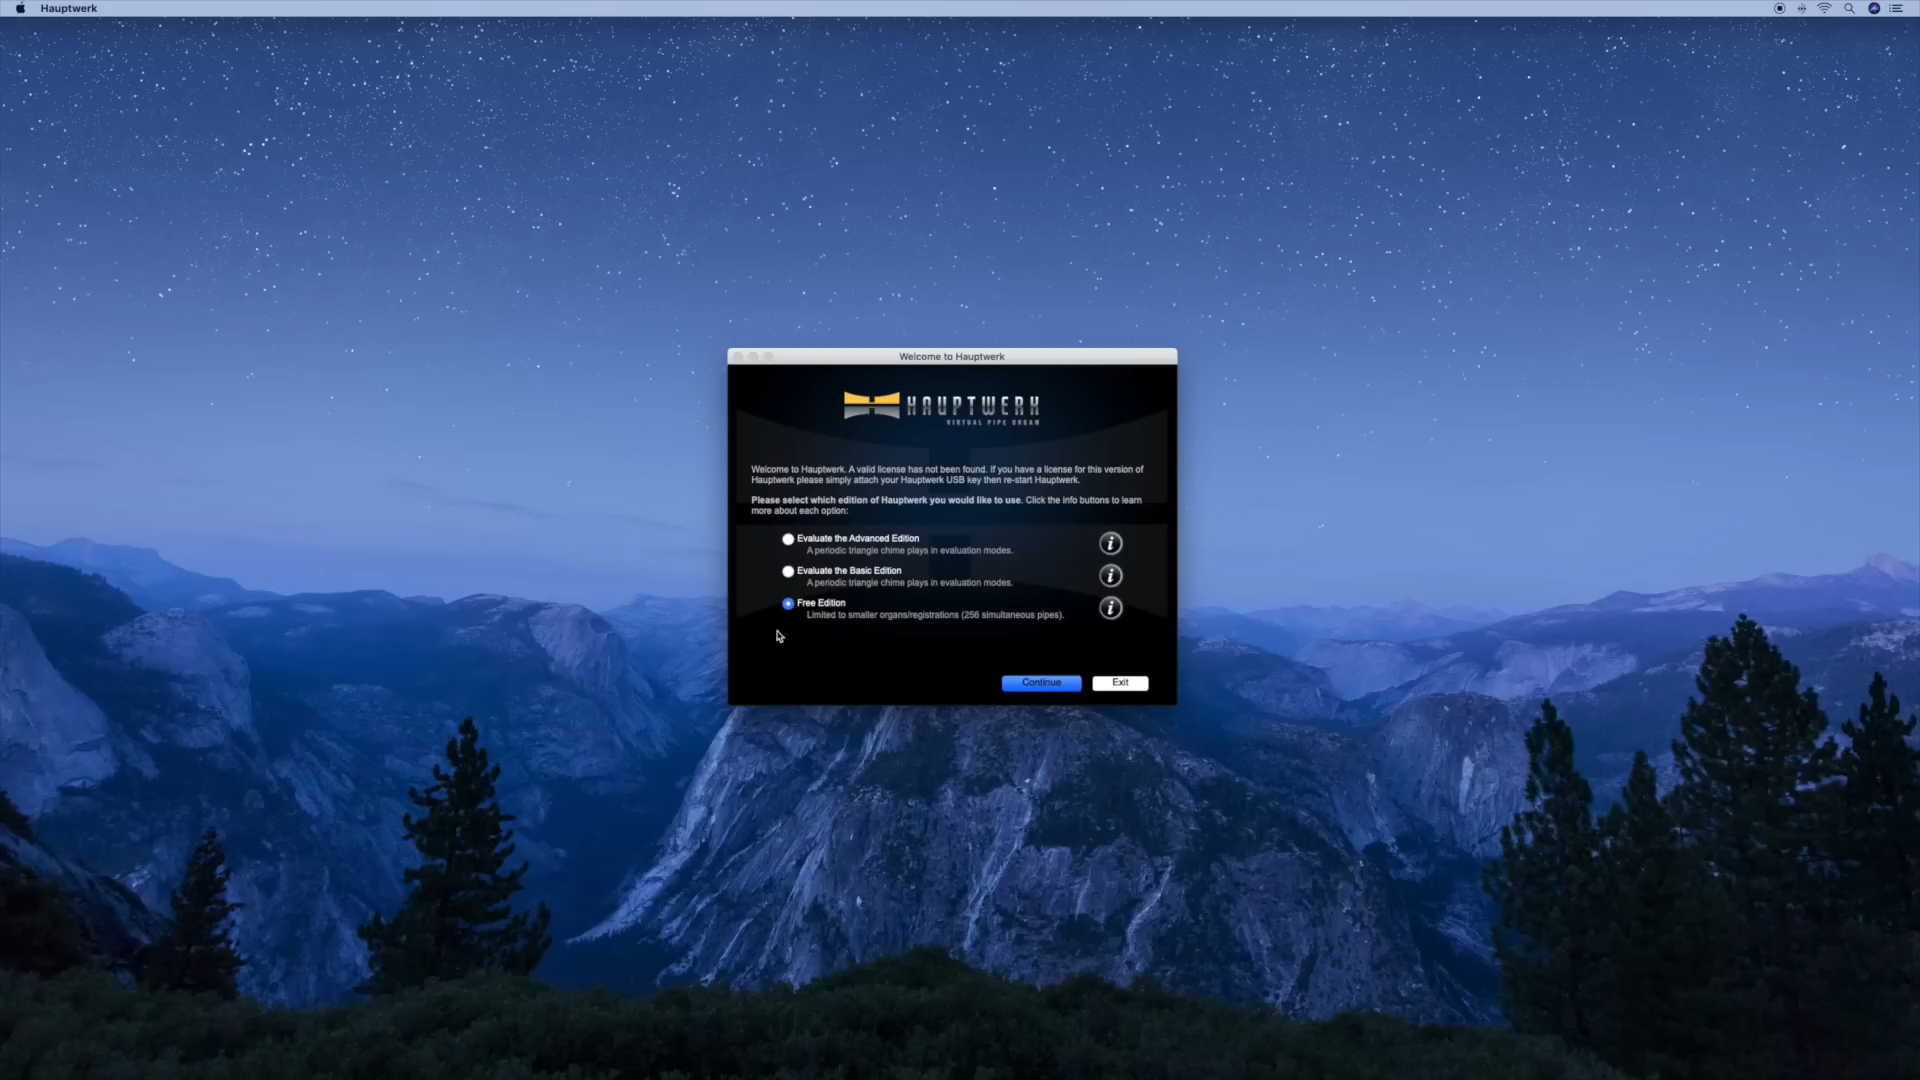 Hauptwerk
Welcome to Hauptwerk
HAUPTWERK
VIRTUAL PIPE ORGAN
Welcome to Hauptwerk. A valid license has not been found. If you have a license for this version of
Hauptwerk please simply attach your Hauptwerk USB key then re-start Hauptwerk.
Please select which edition of Hauptwerk you would like to use. Click the info buttons to learn
more about each option:
Evaluate the Advanced Edition
A periodic triangle chime plays in evaluation modes.
Evaluate the Basic Edition
A periodic triangle chime plays in evaluation modes.
Free Edition
Limited to smaller organs/registrations (256 simultaneous pipes).
Continue Exit